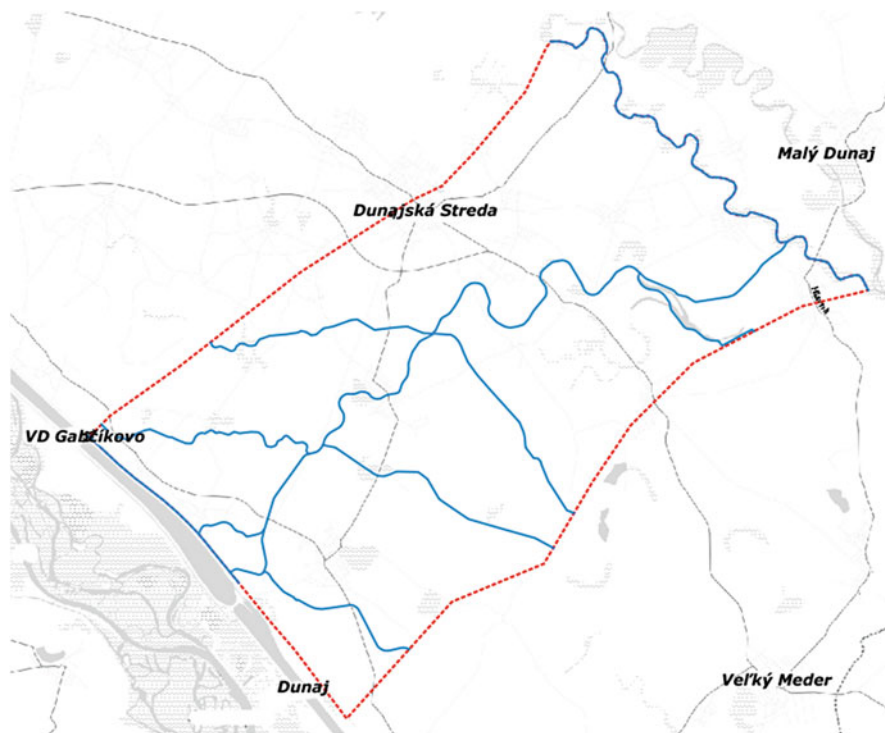 Malý Dunaj
Dunajská Streda
VD Gabčíkovo
Veľký Meder
Dunaj